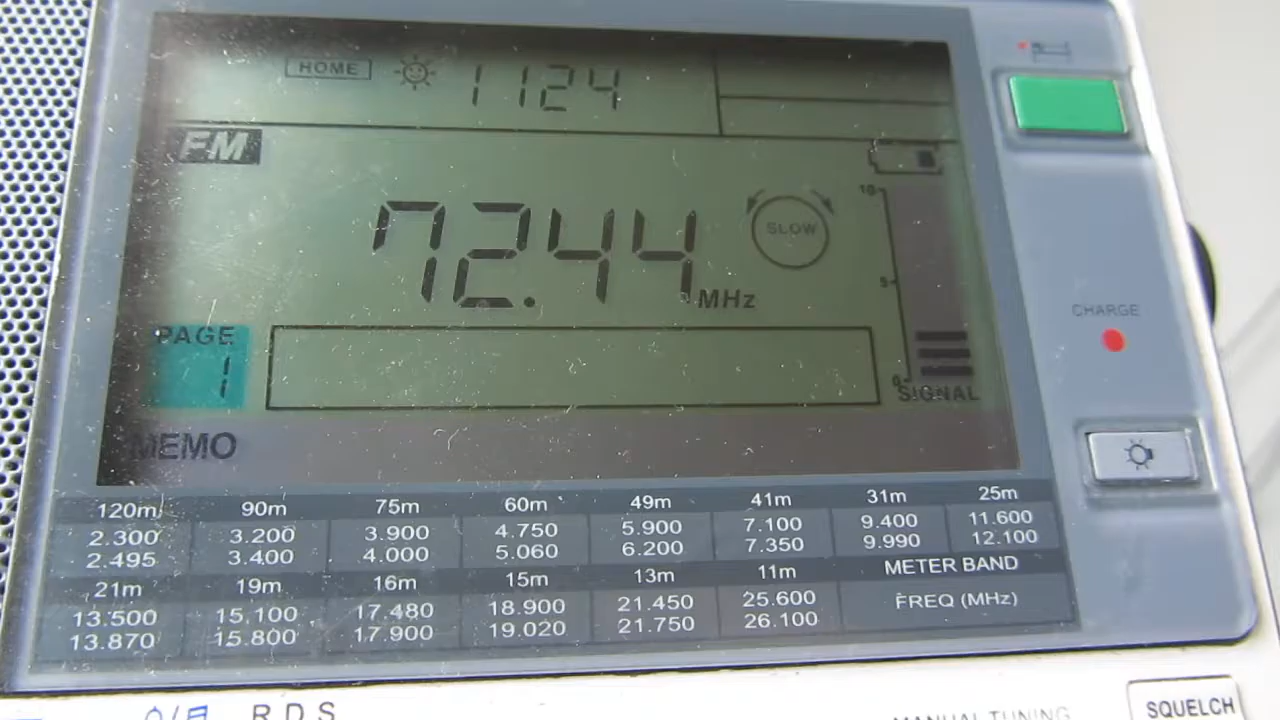 HOME 1124
FM
10
72.44 MHz SLOW
5
PAGE
1
0
SIGNAL
MEMO
CHARGE
120m 90m 75m 60m 49m 41m 31m 25m
2.300 3.200 3.900 4.750 5.900 7.100 9.400 11.600
2.495 3.400 4.000 5.060 6.200 7.350 9.990 12.100
21m 19m 16m 15m 13m 11m METER BAND
13.500 15.100 17.480 18.900 21.450 25.600 FREQ (MHz)
13.870 15.800 17.900 19.020 21.750 26.100
RDS MANUAL TUNING SQUELCH